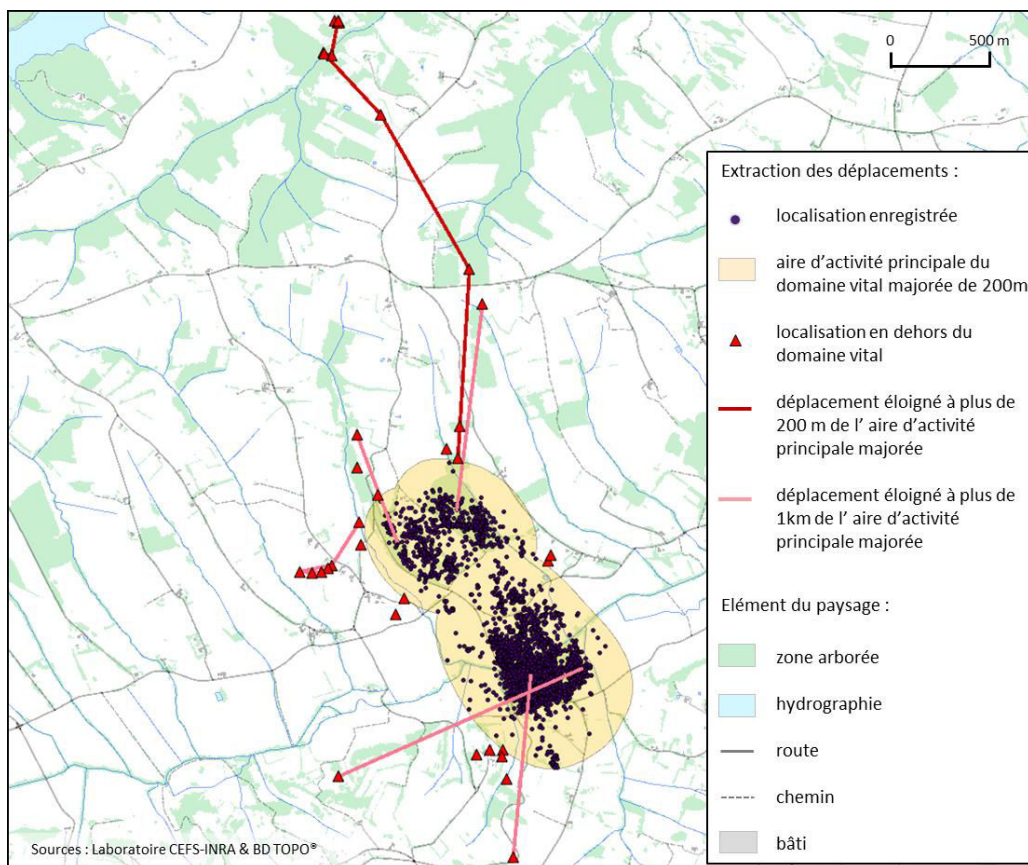 0 500 m
Extraction des déplacements :
localisation enregistrée
aire d’activité principale du
domaine vital majorée de 200m
localisation en dehors du
domaine vital
déplacement éloigné à plus de
200 m de l’ aire d’activité
principale majorée
déplacement éloigné à plus de
1km de l’ aire d’activité
principale majorée
Elément du paysage :
zone arborée
hydrographie
route
chemin
bâti
Sources : Laboratoire CEFS-INRA & BD TOPO®